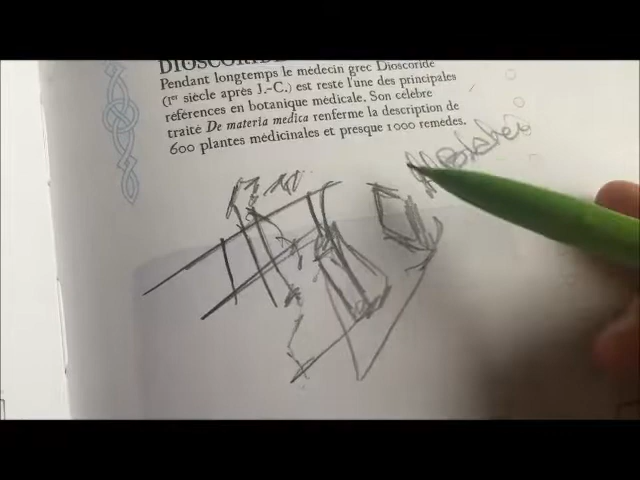 DIOSCORIDE
Pendant longtemps le médecin grec Dioscoride
(Ier siècle après J.-C.) est resté l'une des principales
références en botanique médicale. Son célèbre
traité De materia medica renferme la description de
600 plantes médicinales et presque 1000 remèdes.